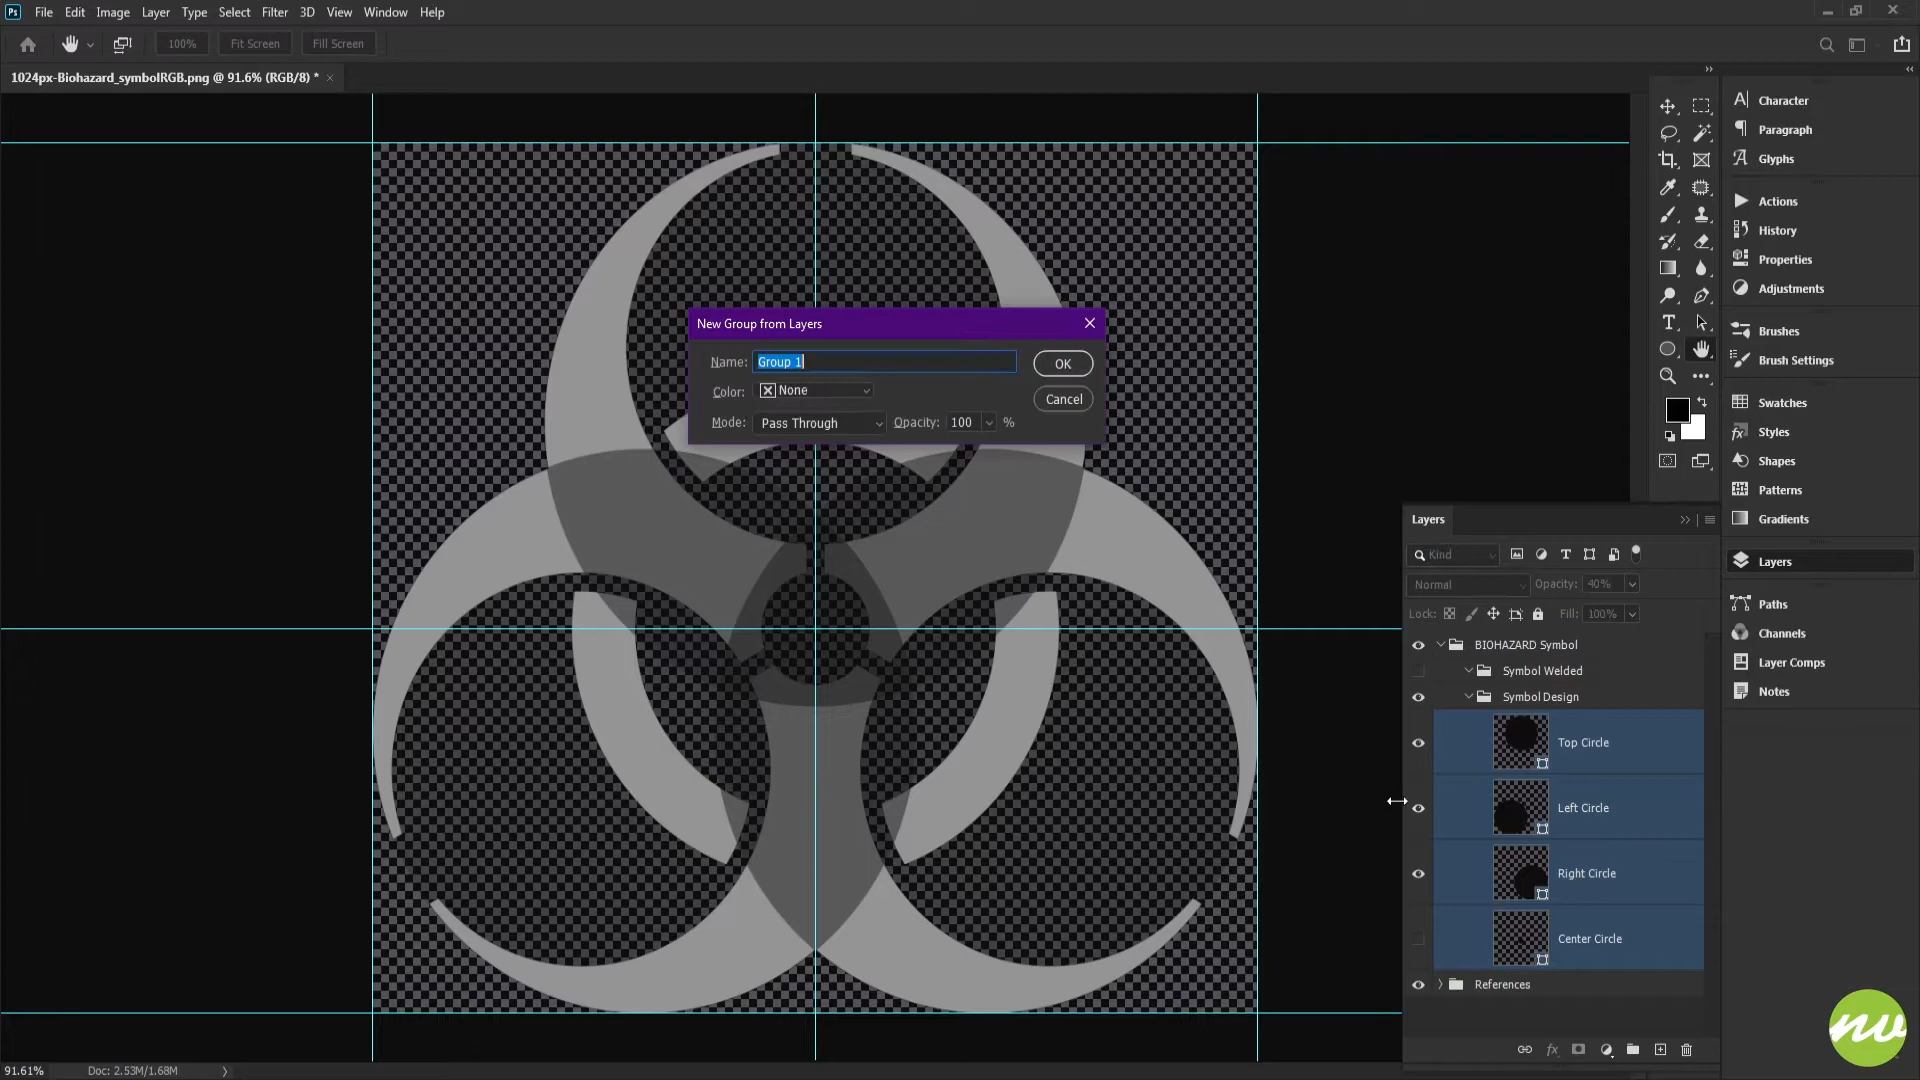 Ps File Edit Image Layer Type Select Filter 3D View Window Help
100% Fit Screen Fill Screen
1024px-Biohazard_symbolRGB.png @ 91.6% (RGB/8) * ×
Character
Paragraph
Glyphs
Actions
History
Properties
Adjustments
Brushes
Brush Settings
Swatches
Styles
Shapes
Patterns
Gradients
Layers
Paths
Channels
Layer Comps
Notes
New Group from Layers
Name: Group 1 OK
Color: None Cancel
Mode: Pass Through Opacity: 100 %
Layers
Kind
Normal Opacity: 40%
Lock: Fill: 100%
BIOHAZARD Symbol
Symbol Welded
Symbol Design
Top Circle
Left Circle
Right Circle
Center Circle
References
fx
nv
91.61% Doc: 2.53M/1.68M